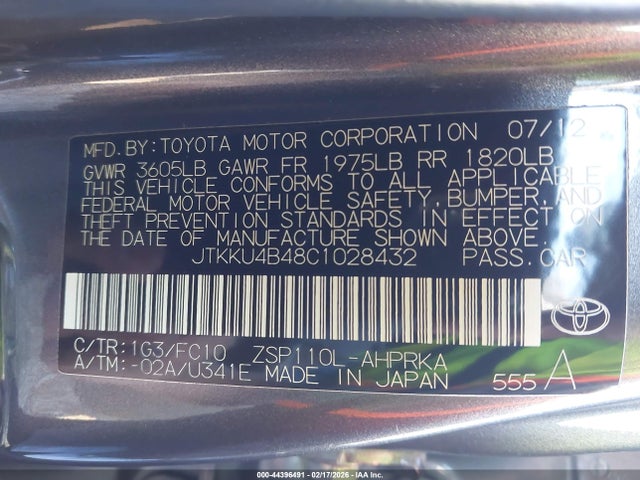 MFD.BY:TOYOTA MOTOR CORPORATION 07/12
GVWR 3605LB GAWR FR 1975LB RR 1820LB
THIS VEHICLE CONFORMS TO ALL APPLICABLE
FEDERAL MOTOR VEHICLE SAFETY,BUMPER,AND
THEFT PREVENTION STANDARDS IN EFFECT ON
THE DATE OF MANUFACTURE SHOWN ABOVE.
JTKKU4B48C1028432 PASS.CAR
C/TR:1G3/FC10 ZSP110L-AHPRKA
A/TM:-02A/U341E MADE IN JAPAN 555 A
000-44396491 - 02/17/2026 - IAA Inc.